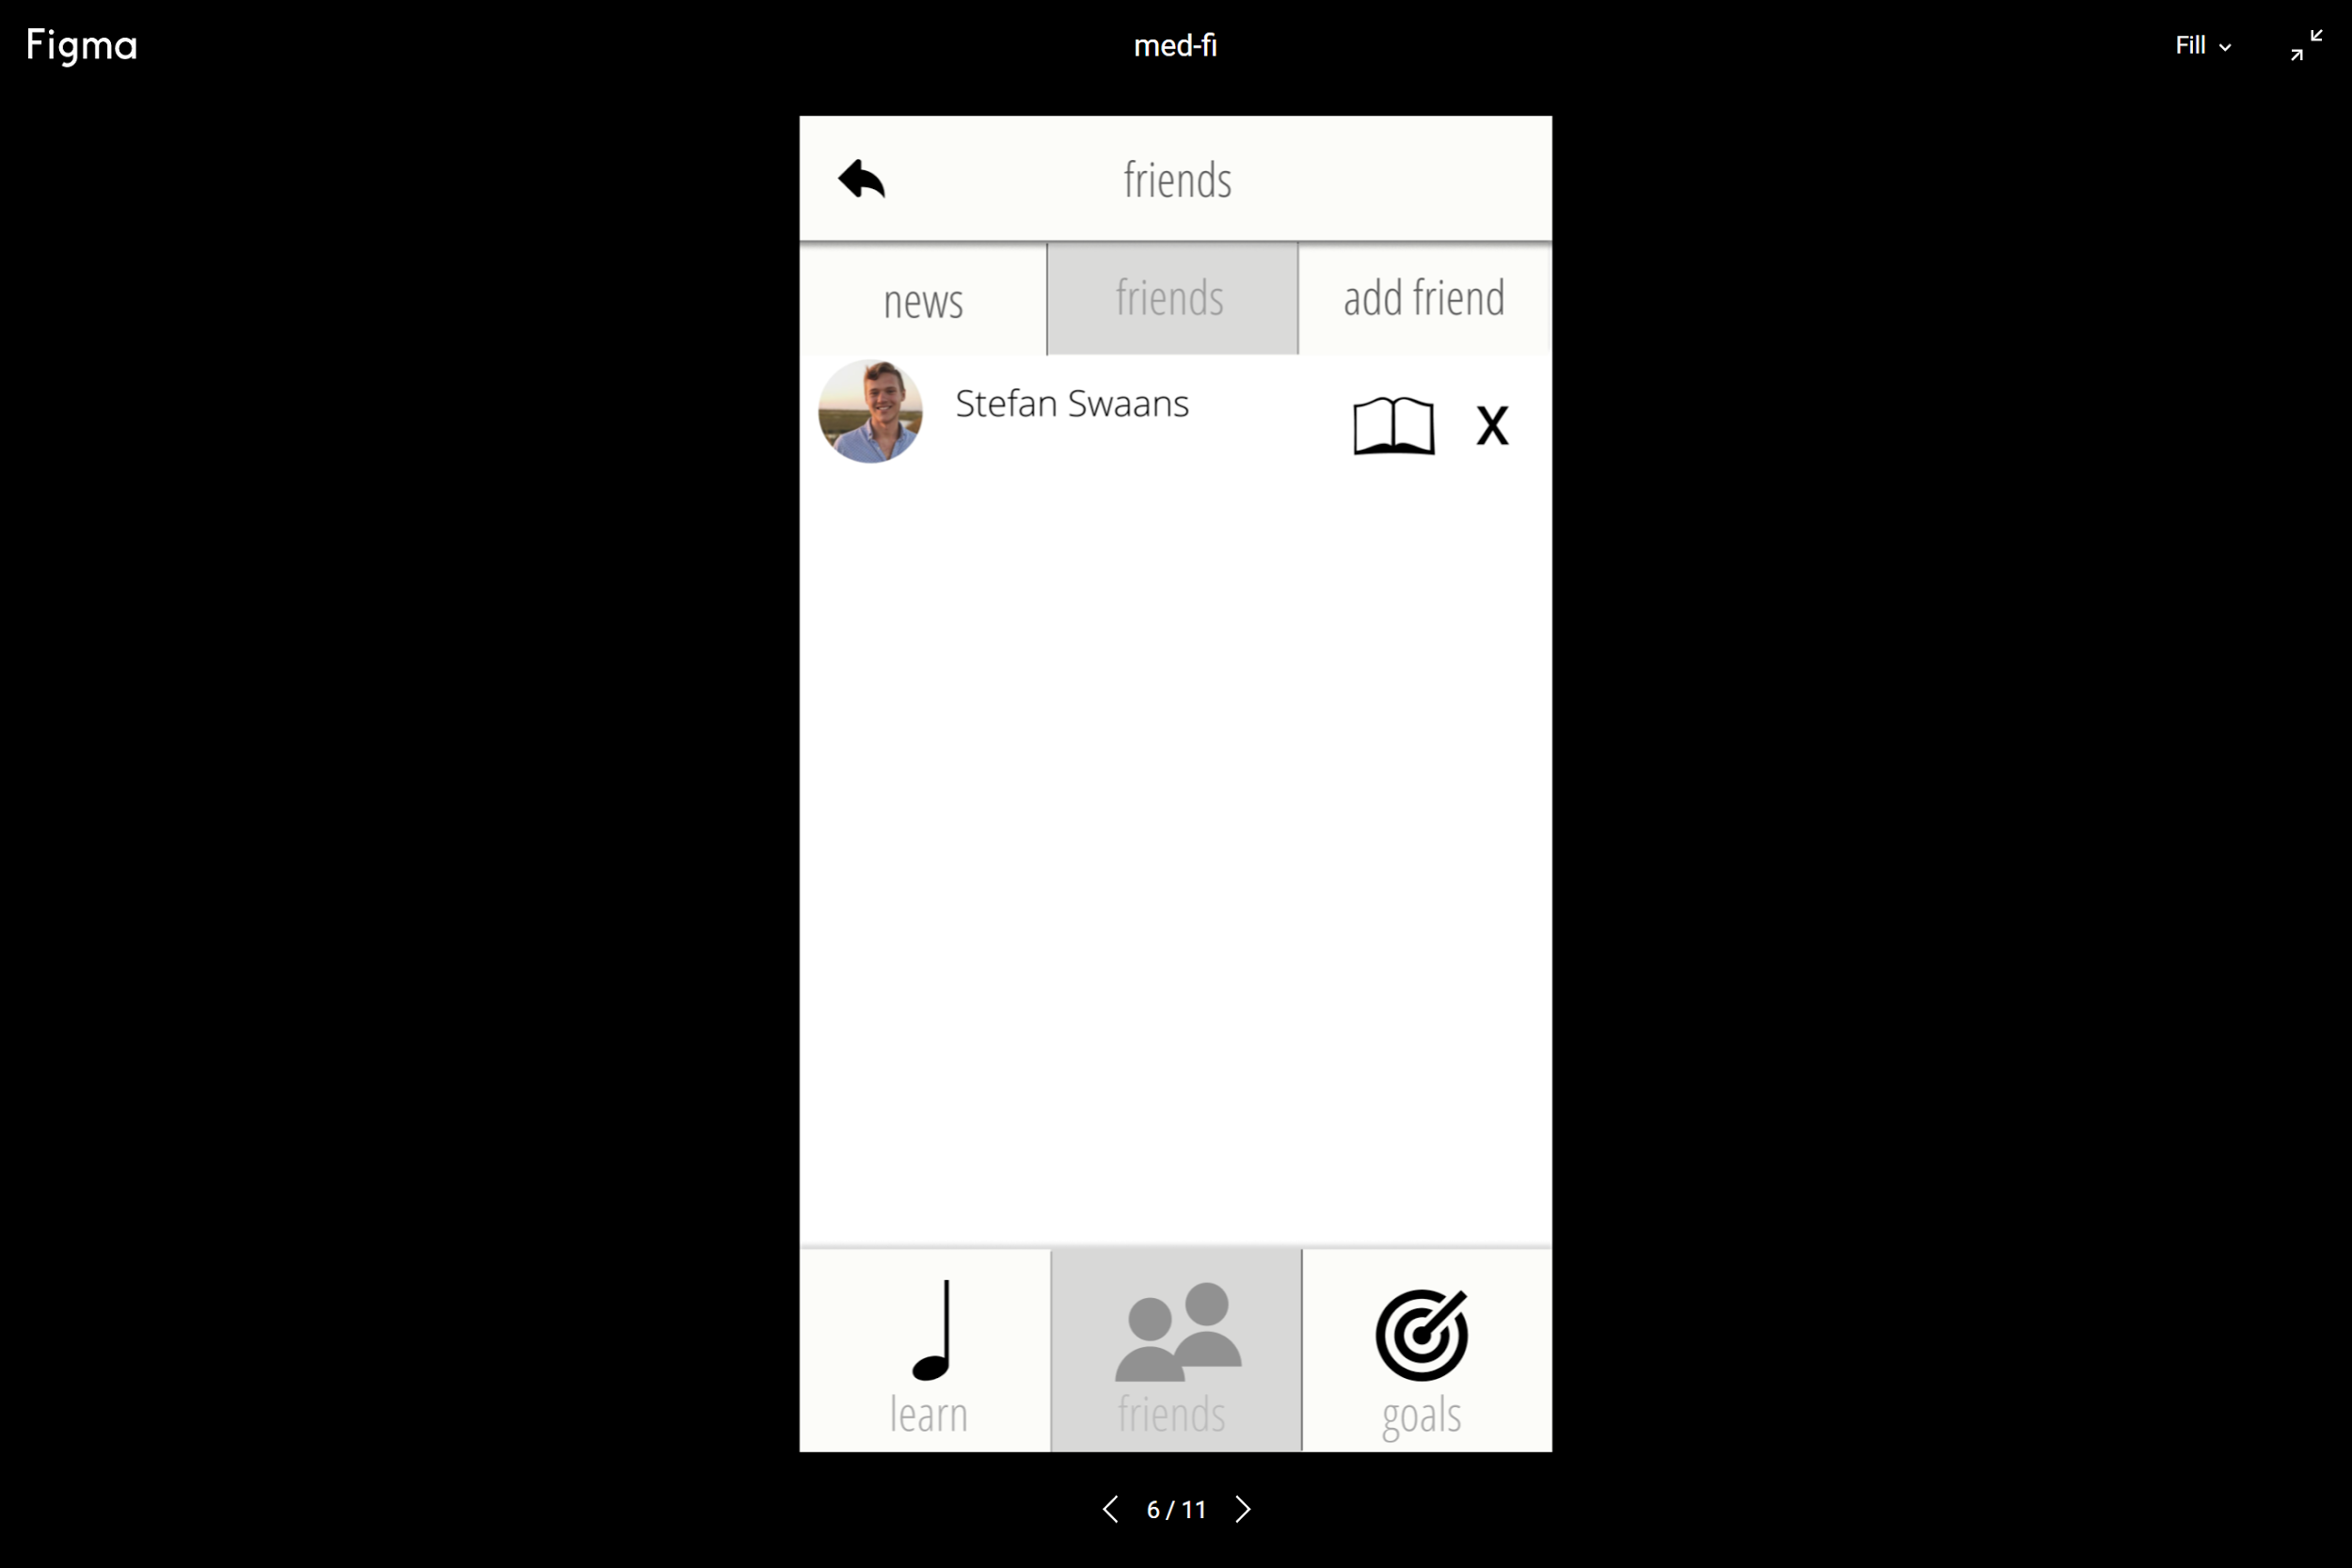 Figma
med-fi
Fill
friends
news
friends
add friend
Stefan Swaans
X
learn
friends
goals
6 / 11